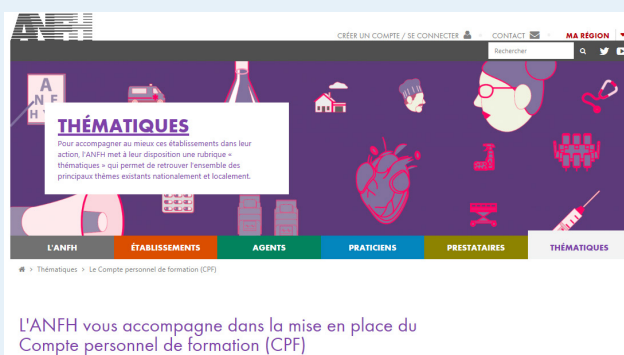 ANFH
CRÉER UN COMPTE / SE CONNECTER
CONTACT
MA RÉGION
Rechercher
A
N F
H
THÉMATIQUES
Pour accompagner au mieux ces établissements dans leur
action, l'ANFH met à leur disposition une rubrique «
thématiques » qui permet de retrouver l'ensemble des
principaux thèmes existants nationalement et localement.
L'ANFH
ÉTABLISSEMENTS
AGENTS
PRATICIENS
PRESTATAIRES
THÉMATIQUES
> Thématiques > Le Compte personnel de formation (CPF)
L'ANFH vous accompagne dans la mise en place du
Compte personnel de formation (CPF)